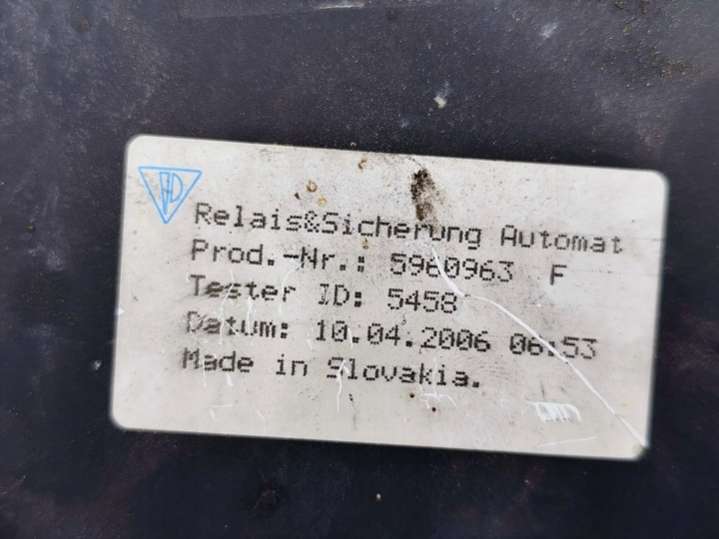 Relais&Sicherung Automat
Prod.-Nr.: 5960963 F
Tester ID: 5458
Datum: 10.04.2006 06:53
Made in Slovakia.